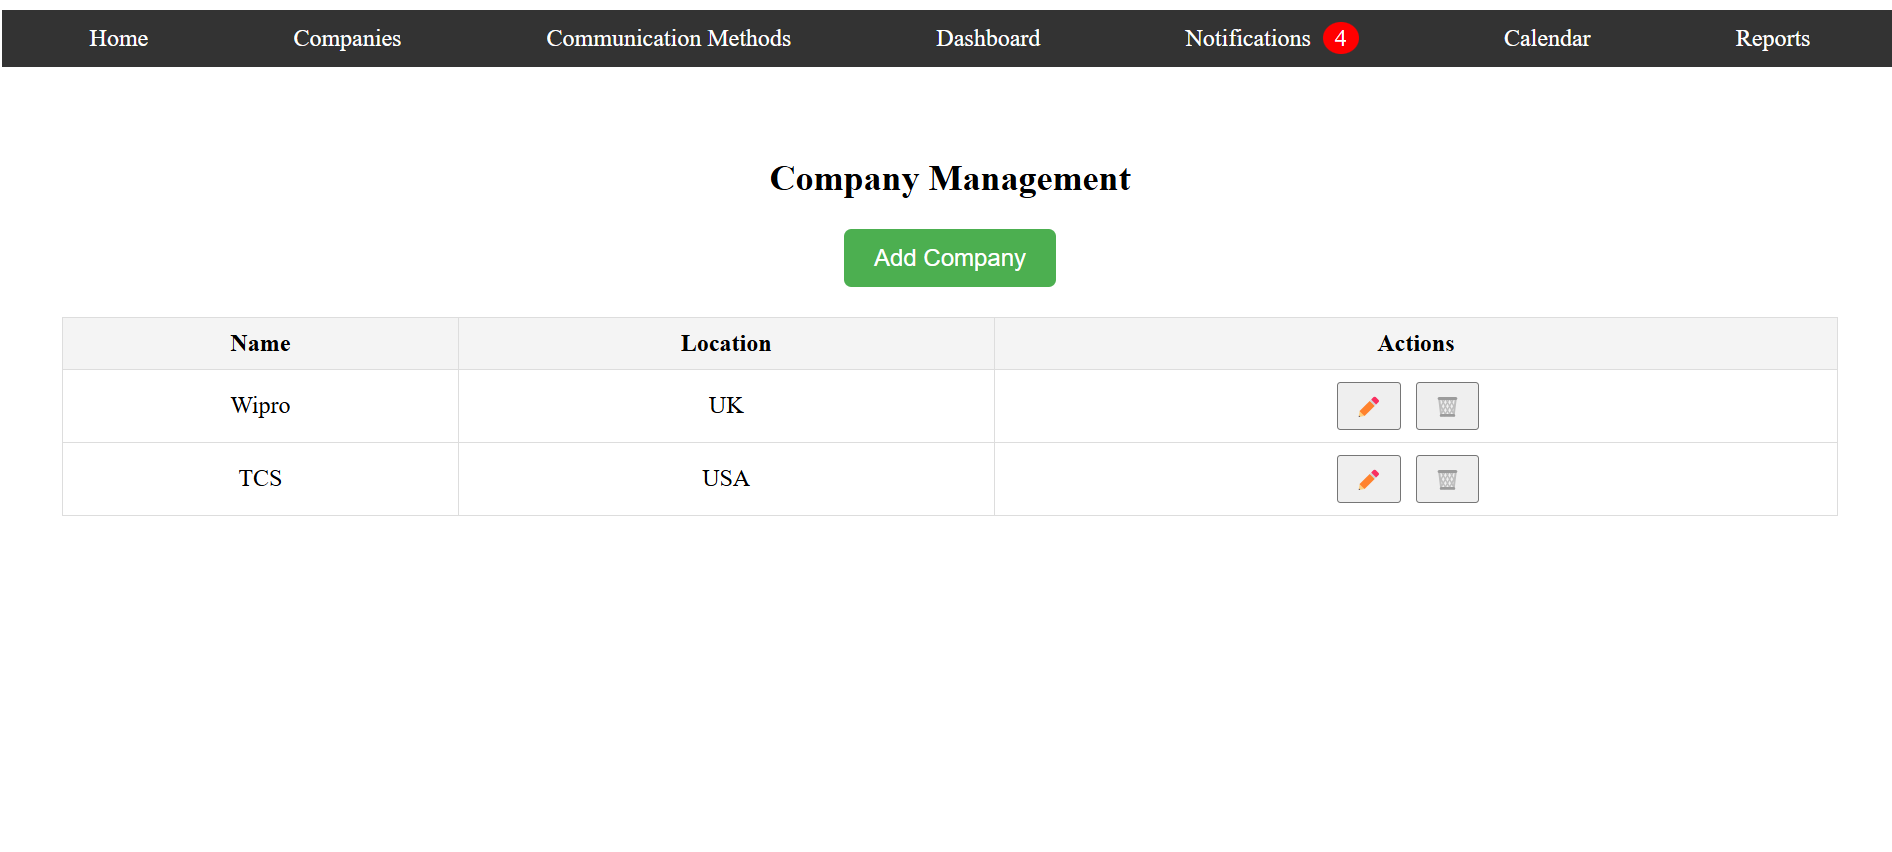 Home Companies Communication Methods Dashboard Notifications 4 Calendar Reports
Company Management
Add Company
Name Location Actions
Wipro UK
TCS USA